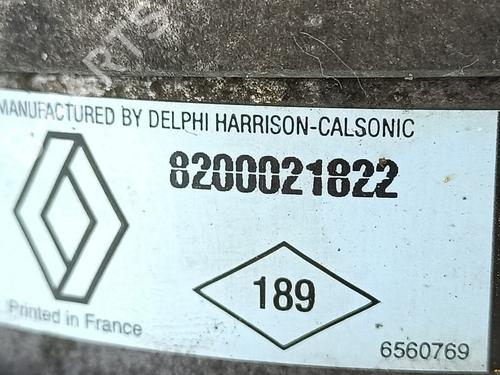 MANUFACTURED BY DELPHI HARRISON-CALSONIC
8200021822
189
Printed in France
6560769